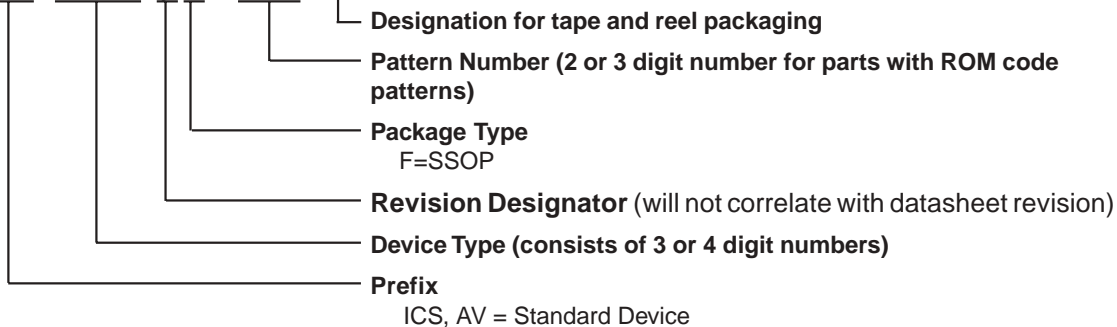 Designation for tape and reel packaging
Pattern Number (2 or 3 digit number for parts with ROM code
patterns)
Package Type
F=SSOP
Revision Designator (will not correlate with datasheet revision)
Device Type (consists of 3 or 4 digit numbers)
Prefix
ICS, AV = Standard Device